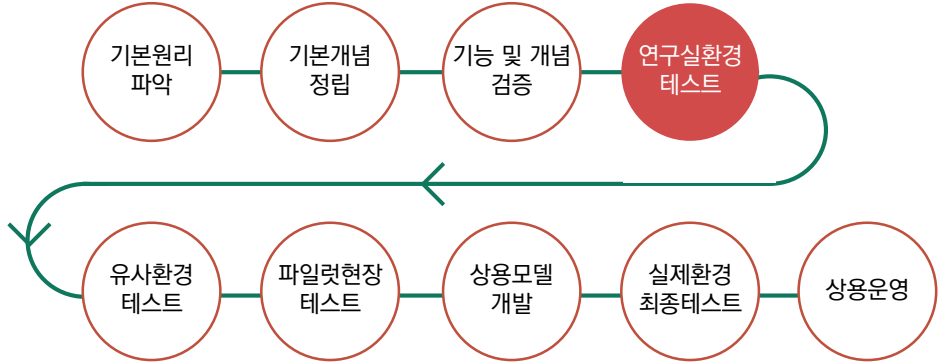 기본원리
파악
기본개념
정립
기능 및 개념
검증
연구실환경
테스트
유사환경
테스트
파일럿현장
테스트
상용모델
개발
실제환경
최종테스트
상용운영